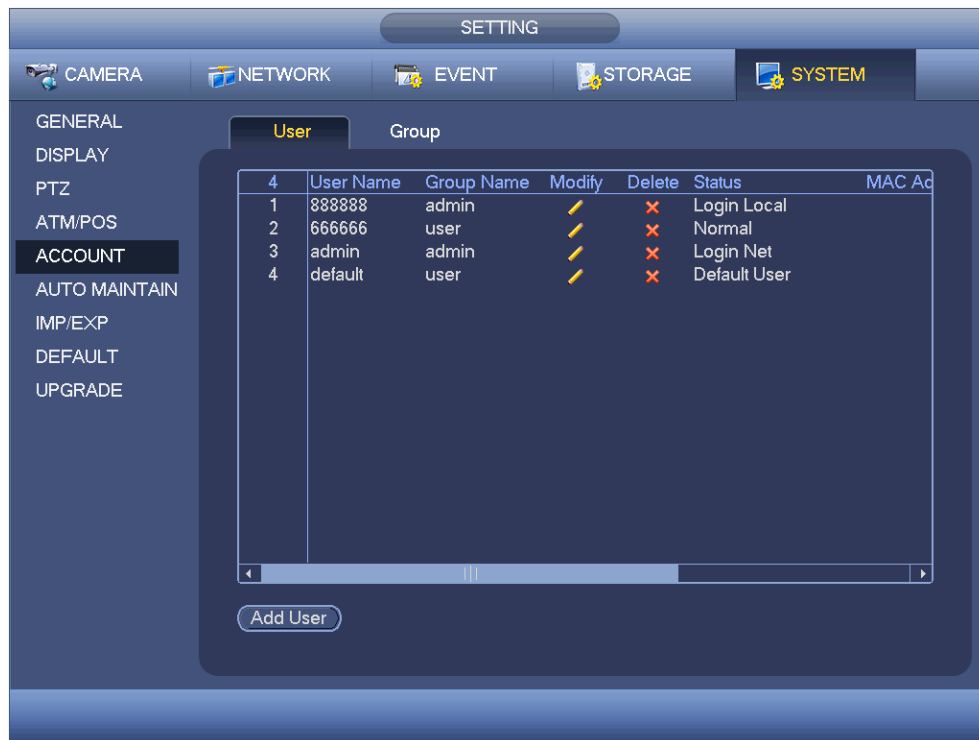 SETTING
CAMERA NETWORK EVENT STORAGE SYSTEM
GENERAL
DISPLAY
PTZ
ATM/POS
ACCOUNT
AUTO MAINTAIN
IMP/EXP
DEFAULT
UPGRADE
User Group
4 User Name Group Name Modify Delete Status MAC Ad
1 888888 admin Login Local
2 666666 user Normal
3 admin admin Login Net
4 default user Default User
Add User